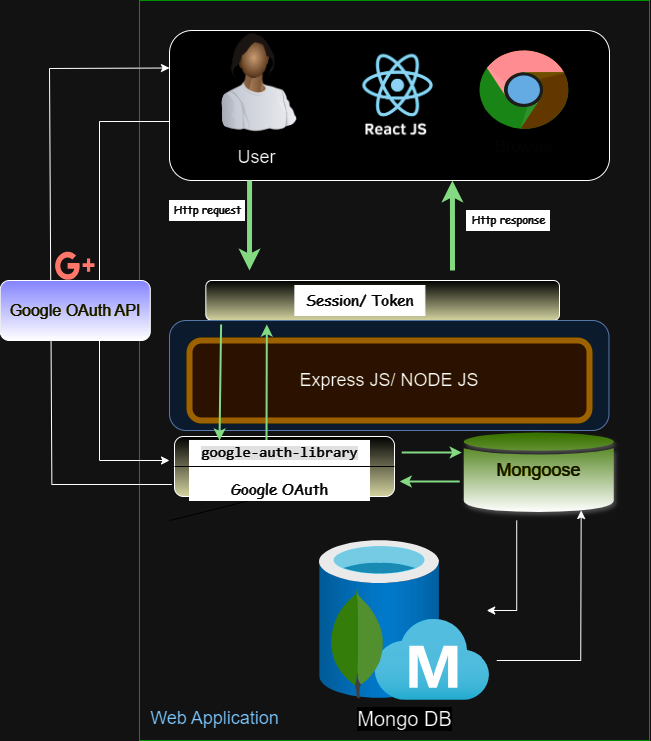 React JS
User
Http request
Http response
G+
Google OAuth API
Session/ Token
Express JS/ NODE JS
google-auth-library
Google OAuth
Mongoose
M
Web Application
Mongo DB